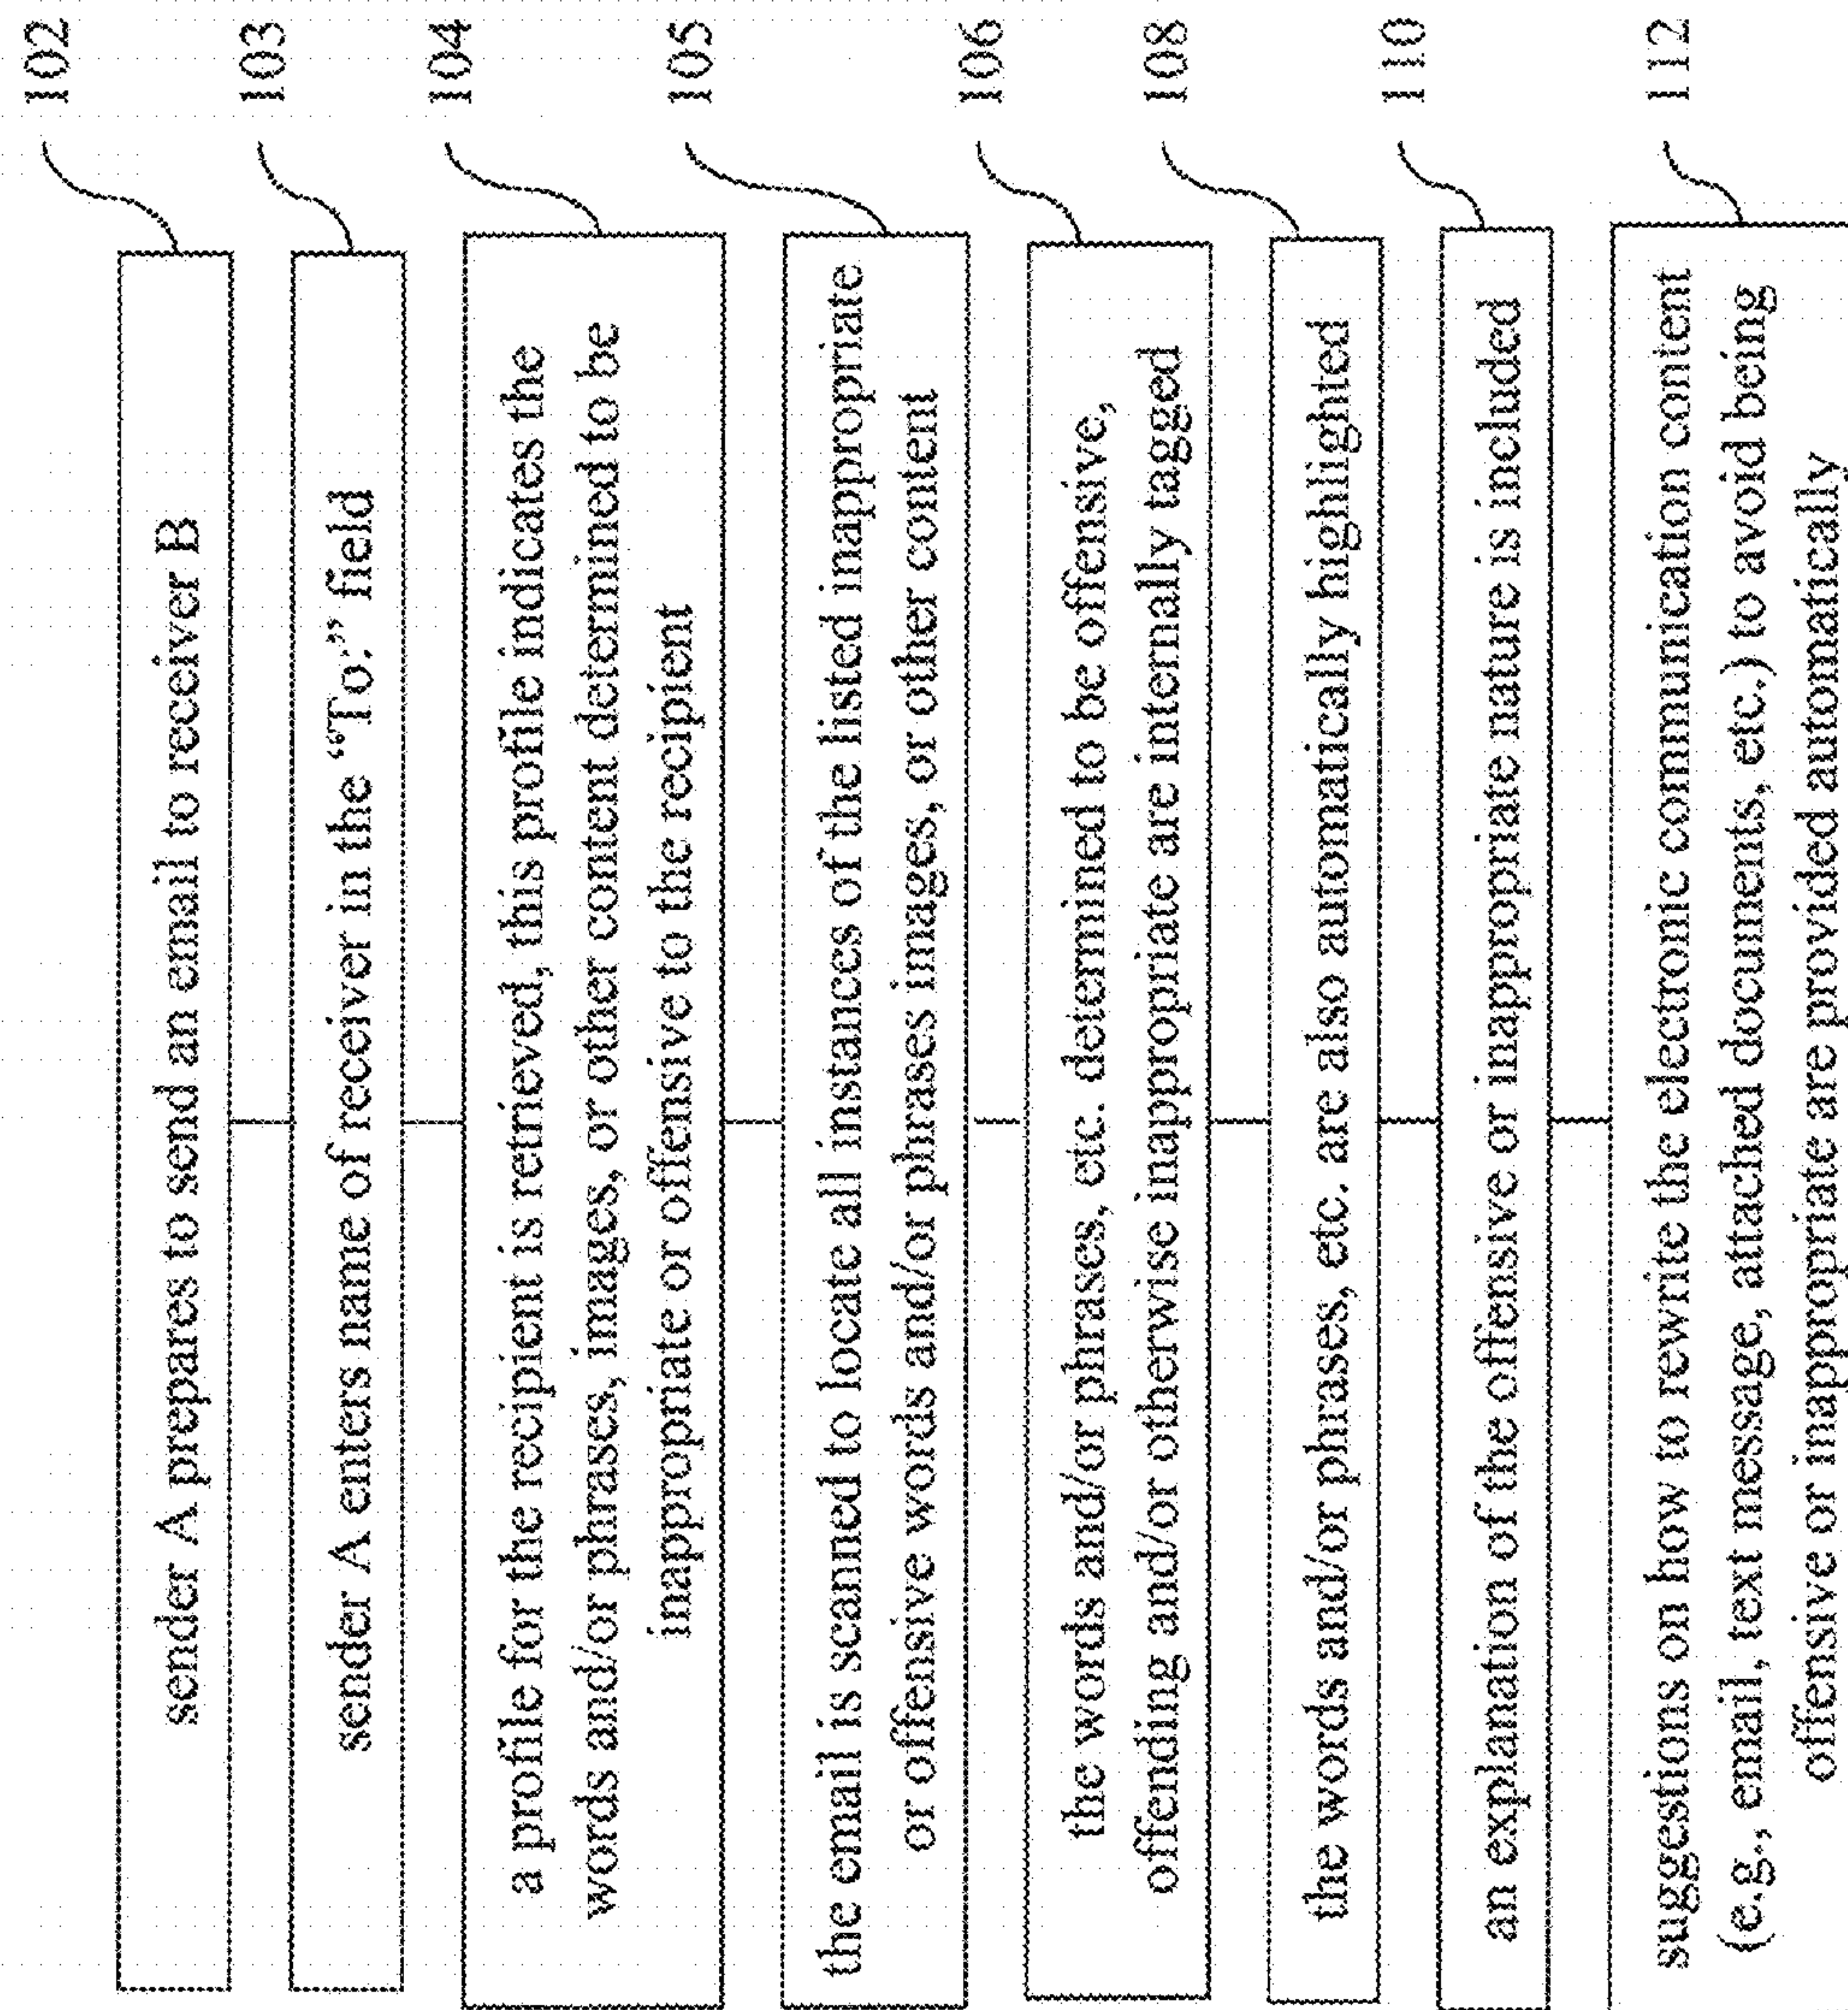 sender A prepares to send an email to receiver B
102
sender A enters name of receiver in the “To:” field
103
a profile for the recipient is retrieved, this profile indicates the
words and/or phrases, images, or other content determined to be
inappropriate or offensive to the recipient
104
the email is scanned to locate all instances of the listed inappropriate
or offensive words and/or phrases images, or other content
105
the words and/or phrases, etc. determined to be offensive,
offending and/or otherwise inappropriate are internally tagged
106
the words and/or phrases, etc. are also automatically highlighted
108
an explanation of the offensive or inappropriate nature is included
110
suggestions on how to rewrite the electronic communication content
(e.g., email, text message, attached documents, etc.) to avoid being
offensive or inappropriate are provided automatically
112